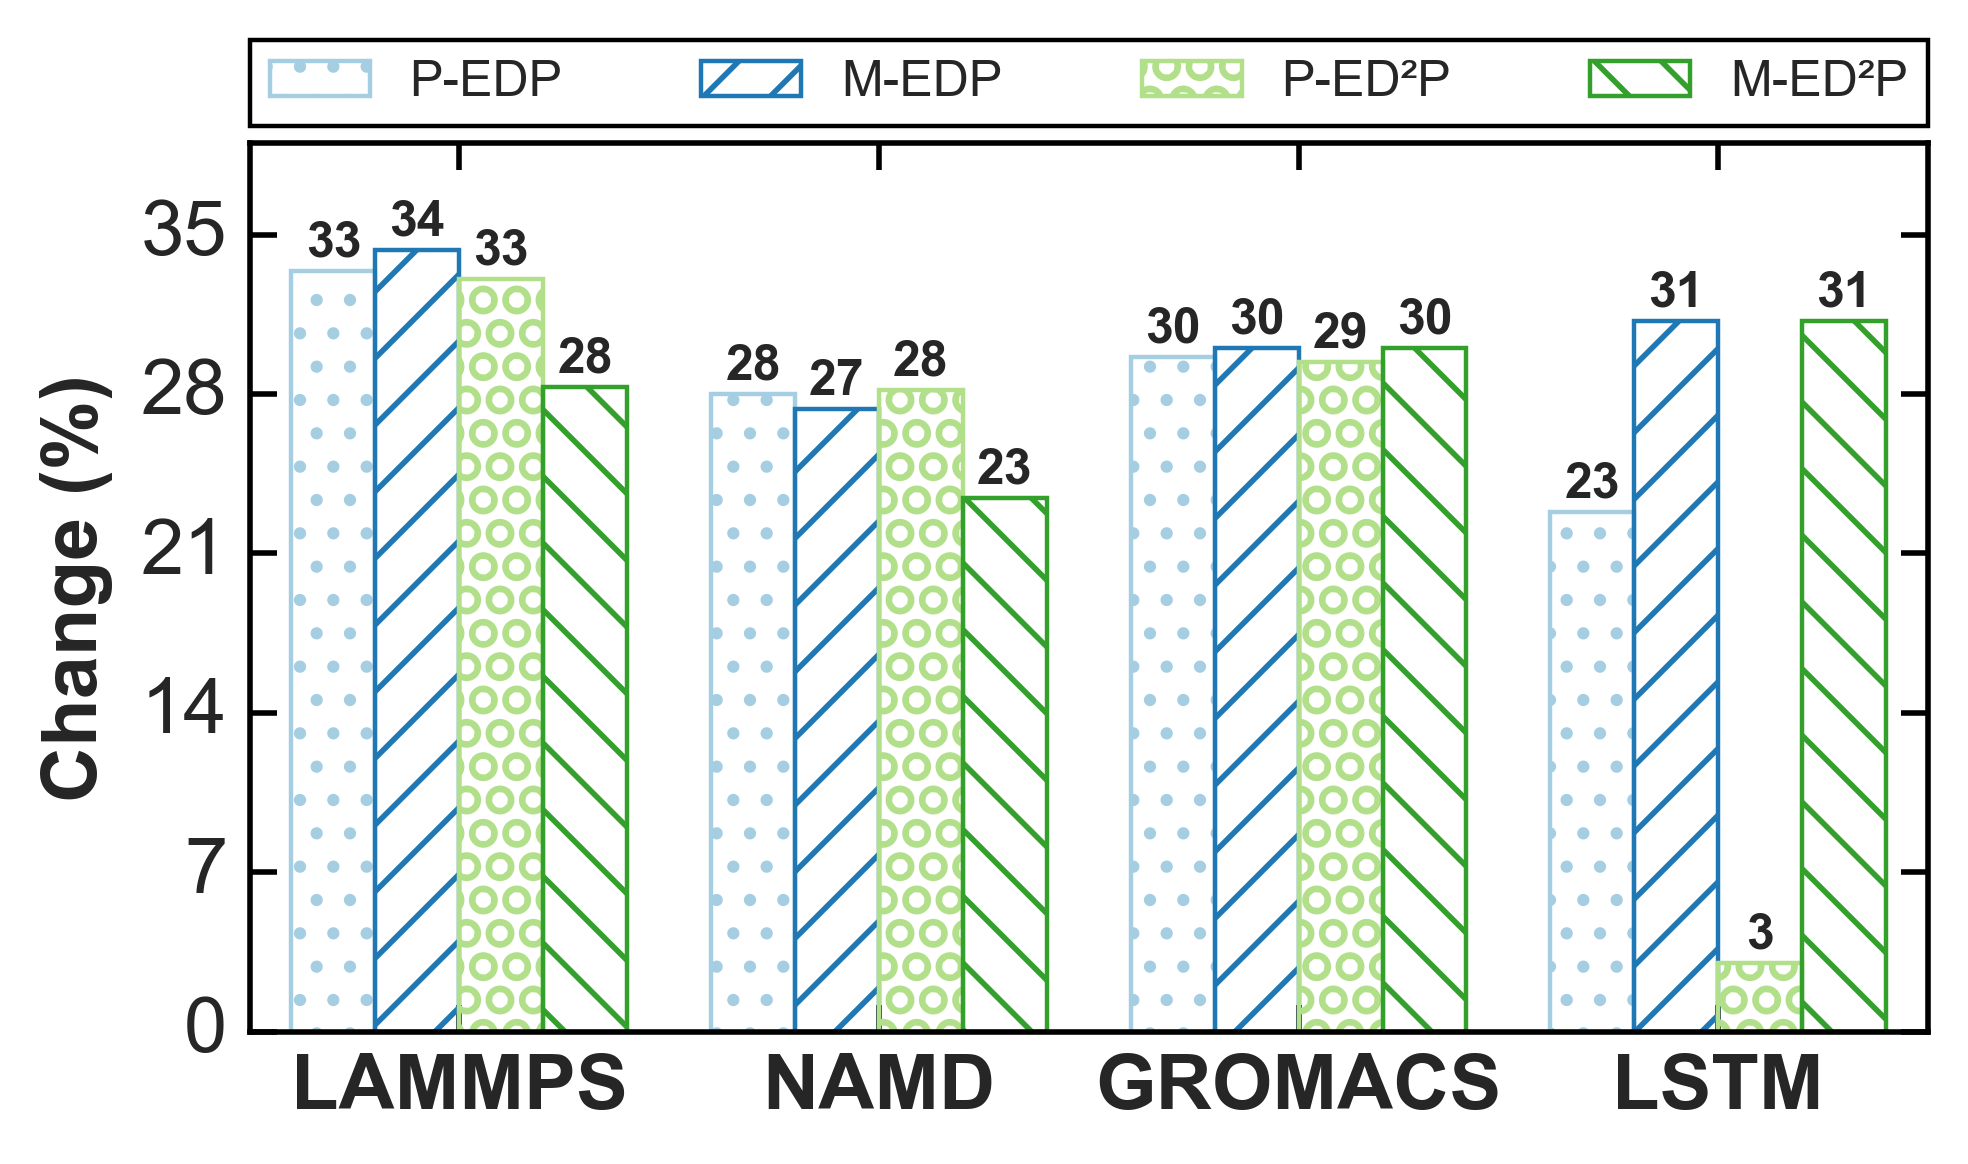 P-EDP M-EDP P-ED²P M-ED²P
Change (%)
35
28
21
14
7
0
33 34 33 28
28 27 28 23
30 30 29 30
23 31 3 31
LAMMPS NAMD GROMACS LSTM